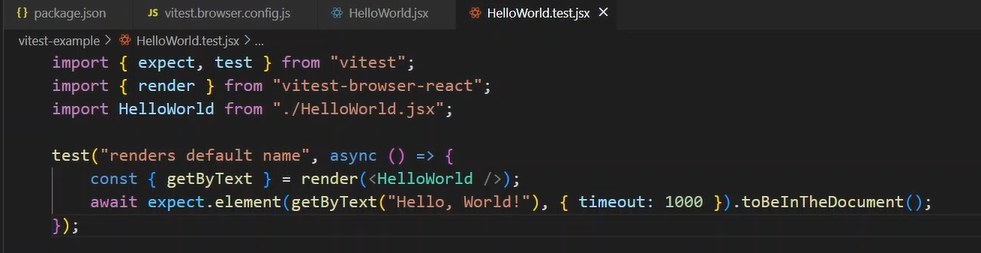 {} package.json JS vitest.browser.config.js HelloWorld.jsx HelloWorld.test.jsx ×
vitest-example > HelloWorld.test.jsx > ...
import { expect, test } from "vitest";
import { render } from "vitest-browser-react";
import HelloWorld from "./HelloWorld.jsx";
test("renders default name", async () => {
    const { getByText } = render(<HelloWorld />);
    await expect.element(getByText("Hello, World!"), { timeout: 1000 }).toBeInTheDocument();
});